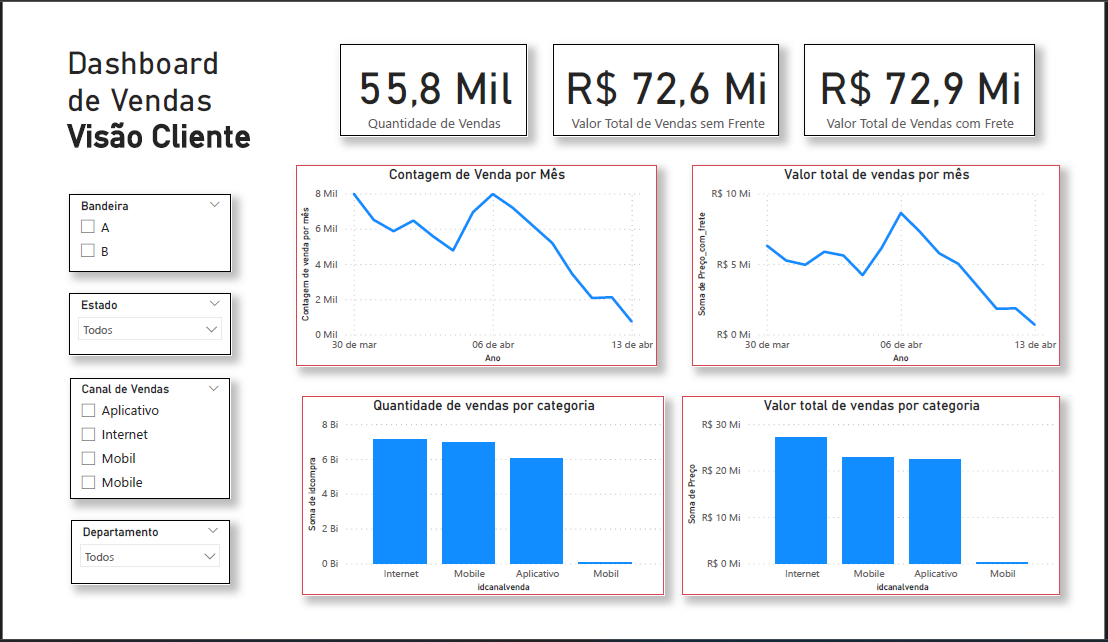 Dashboard
de Vendas
Visão Cliente
55,8 Mil
Quantidade de Vendas
R$ 72,6 Mi
Valor Total de Vendas sem Frente
R$ 72,9 Mi
Valor Total de Vendas com Frete
Bandeira
A
B
Estado
Todos
Canal de Vendas
Aplicativo
Internet
Mobil
Mobile
Departamento
Todos
Contagem de Venda por Mês
Contagem de venda por mês
8 Mil
6 Mil
4 Mil
2 Mil
0 Mil
30 de mar
06 de abr
13 de abr
Ano
Valor total de vendas por mês
Soma de Preço_com_frete
R$ 10 Mi
R$ 5 Mi
R$ 0 Mi
30 de mar
06 de abr
13 de abr
Ano
Quantidade de vendas por categoria
Soma de idcompra
8 Bi
6 Bi
4 Bi
2 Bi
0 Bi
Internet
Mobile
Aplicativo
Mobil
idcanalvenda
Valor total de vendas por categoria
Soma de Preço
R$ 30 Mi
R$ 20 Mi
R$ 10 Mi
R$ 0 Mi
Internet
Mobile
Aplicativo
Mobil
idcanalvenda